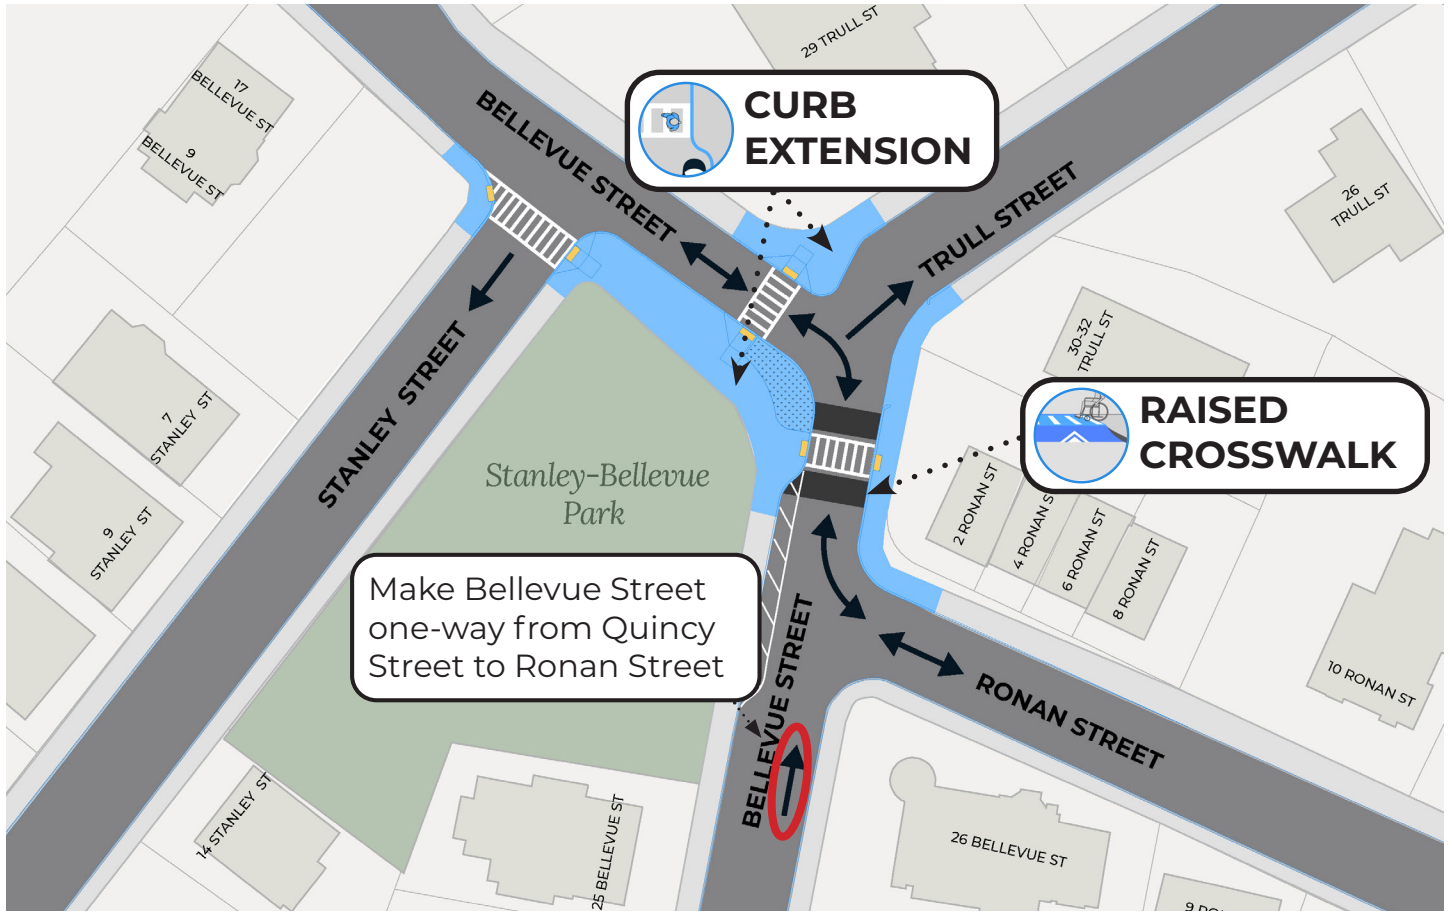 29 TRULL ST
17
BELLEVUE ST
9
BELLEVUE ST
BELLEVUE STREET
CURB
EXTENSION
TRULL STREET
26
TRULL ST
30-32
TRULL ST
STANLEY STREET
7
STANLEY ST
9
STANLEY ST
RAISED
CROSSWALK
Stanley-Bellevue
Park
2 RONAN ST
4 RONAN S
6 RONAN ST
8 RONAN ST
Make Bellevue Street
one-way from Quincy
Street to Ronan Street
BELLEVUE STREET
RONAN STREET
10 RONAN ST
14 STANLEY ST
25 BELLEVUE ST
26 BELLEVUE ST